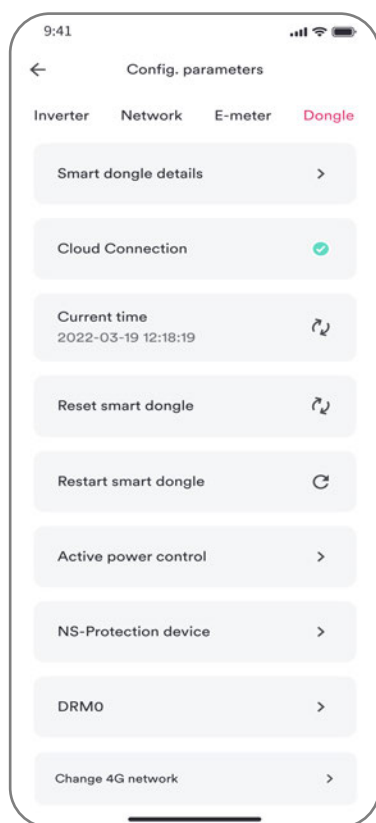 9:41
Config. parameters
Inverter Network E-meter Dongle
Smart dongle details
Cloud Connection
Current time
2022-03-19 12:18:19
Reset smart dongle
Restart smart dongle
Active power control
NS-Protection device
DRM0
Change 4G network